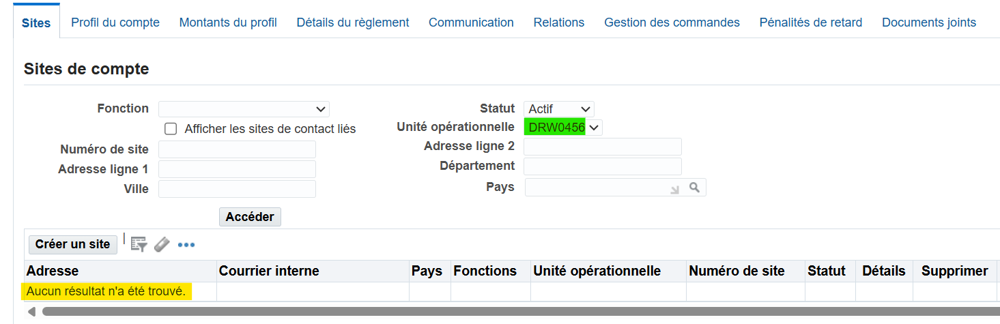 Sites Profil du compte Montants du profil Détails du règlement Communication Relations Gestion des commandes Pénalités de retard Documents joints
Sites de compte
Fonction Statut Actif
Afficher les sites de contact liés Unité opérationnelle DRW0456
Numéro de site Adresse ligne 2
Adresse ligne 1 Département
Ville Pays
Accéder
Créer un site
Adresse Courrier interne Pays Fonctions Unité opérationnelle Numéro de site Statut Détails Supprimer
Aucun résultat n'a été trouvé.